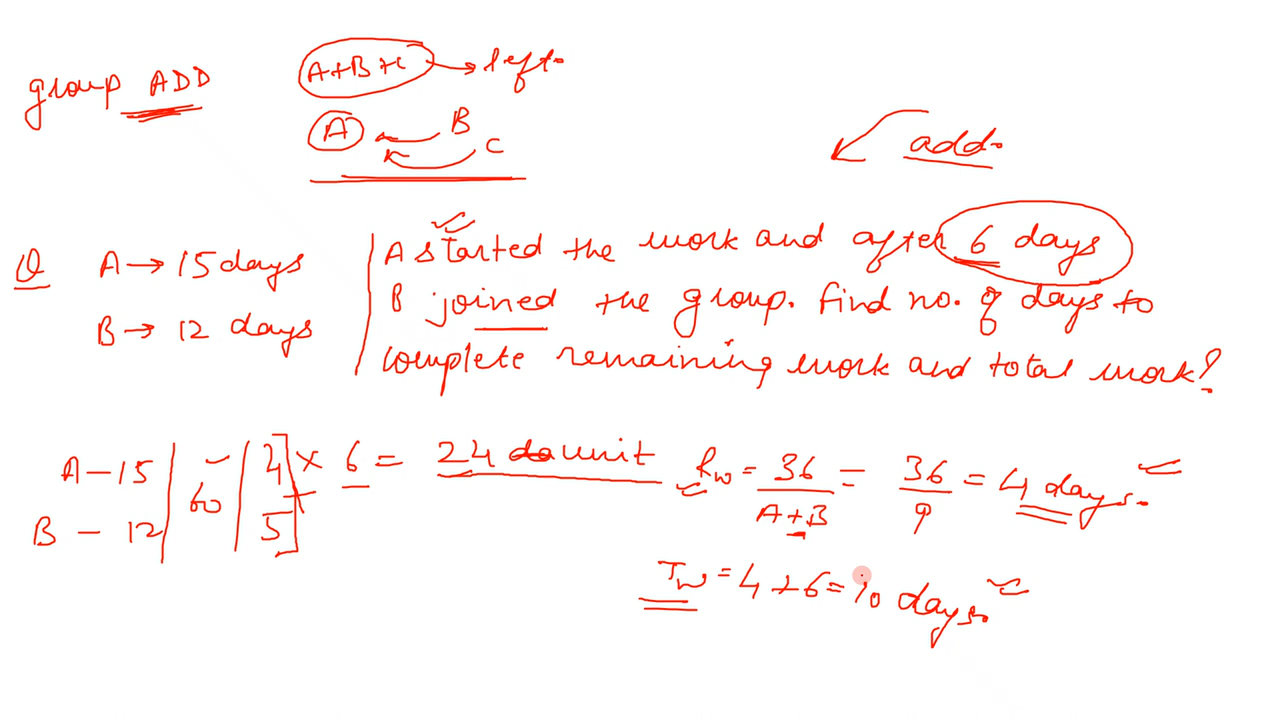 group ADD
A+B+C → left.
A ← B
← C
add.
Q A → 15 days
B → 12 days
A started the work and after 6 days
B joined the group. find no. of days to
complete remaining work and total work?
A - 15 | 60 | 4 × 6 = 24 unit
B - 12 | 5
+
Rw = 36/A+B = 36/9 = 4 days.
Tw = 4+6 = 10 days.